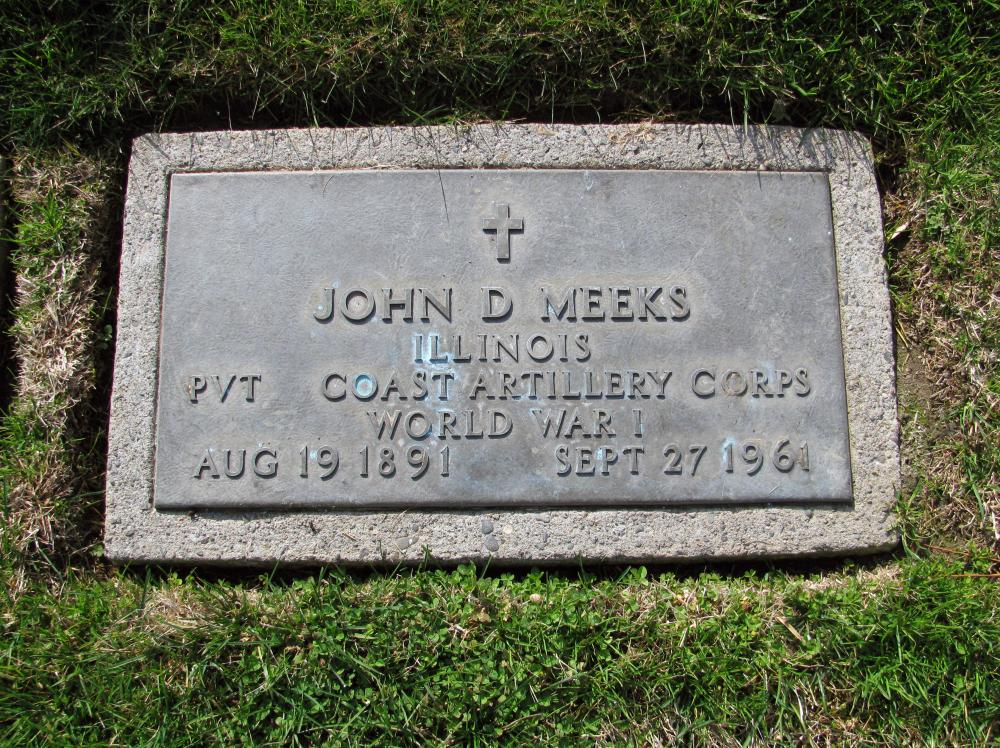 JOHN D MEEKS
ILLINOIS
PVT COAST ARTILLERY CORPS
WORLD WAR I
AUG 19 1891 SEPT 27 1961